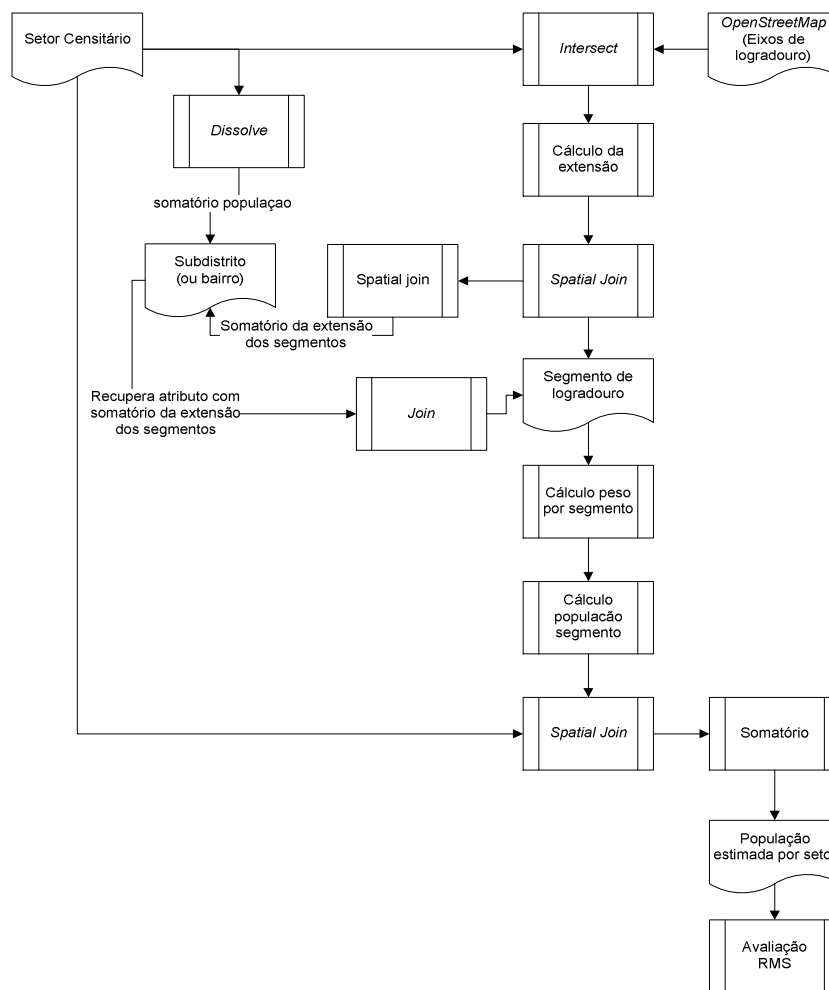 Setor Censitário
Intersect
OpenStreetMap
(Eixos de
logradouro)
Dissolve
Cálculo da
extensão
somatório populaçao
Subdistrito
(ou bairro)
Spatial join
Spatial Join
Somatório da extensão
dos segmentos
Segmento de
logradouro
Recupera atributo com
somatório da extensão
dos segmentos
Join
Cálculo peso
por segmento
Cálculo
populacão
segmento
Spatial Join
Somatório
População
estimada por seto
Avaliação
RMS